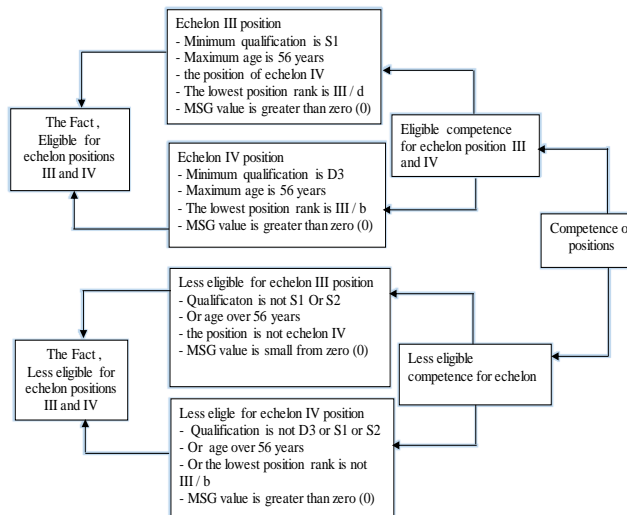 Echelon III position
- Minimum qualification is S1
- Maximum age is 56 years
- the position of echelon IV
- The lowest position rank is III / d
- MSG value is greater than zero (0)
The Fact ,
Eligible for
echelon positions
III and IV
Eligible competence
for echelon position III
and IV
Echelon IV position
- Minimum qualification is D3
- Maximum age is 56 years
- The lowest position rank is III / b
- MSG value is greater than zero (0)
Competence of
positions
Less eligible for echelon III position
- Qualificaton is not S1 Or S2
- Or age over 56 years
- the position is not echelon IV
- MSG value is small from zero (0)
The Fact ,
Less eligible for
echelon positions
III and IV
Less eligible
competence for echelon
Less eligle for echelon IV position
- Qualification is not D3 or S1 or S2
- Or age over 56 years
- Or the lowest position rank is not
III / b
- MSG value is greater than zero (0)